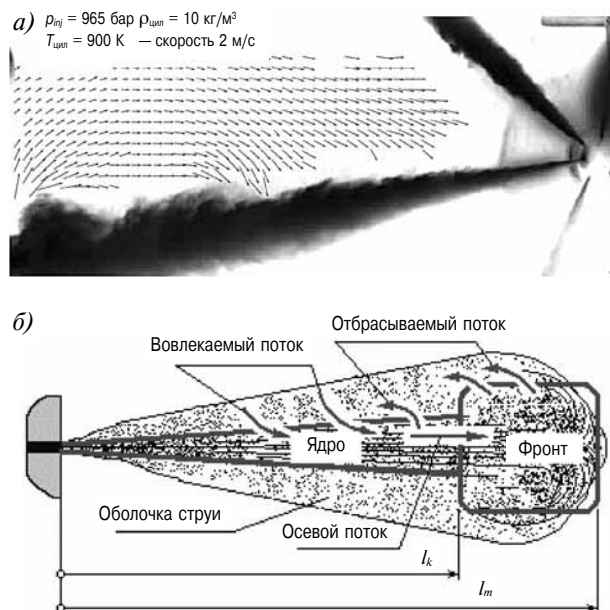 а) p_inj = 965 бар ρ_цил = 10 кг/м³
T_цил = 900 K — скорость 2 м/с
б)
Отбрасываемый поток
Вовлекаемый поток
Ядро
Фронт
Оболочка струи
Осевой поток
l_k
l_m